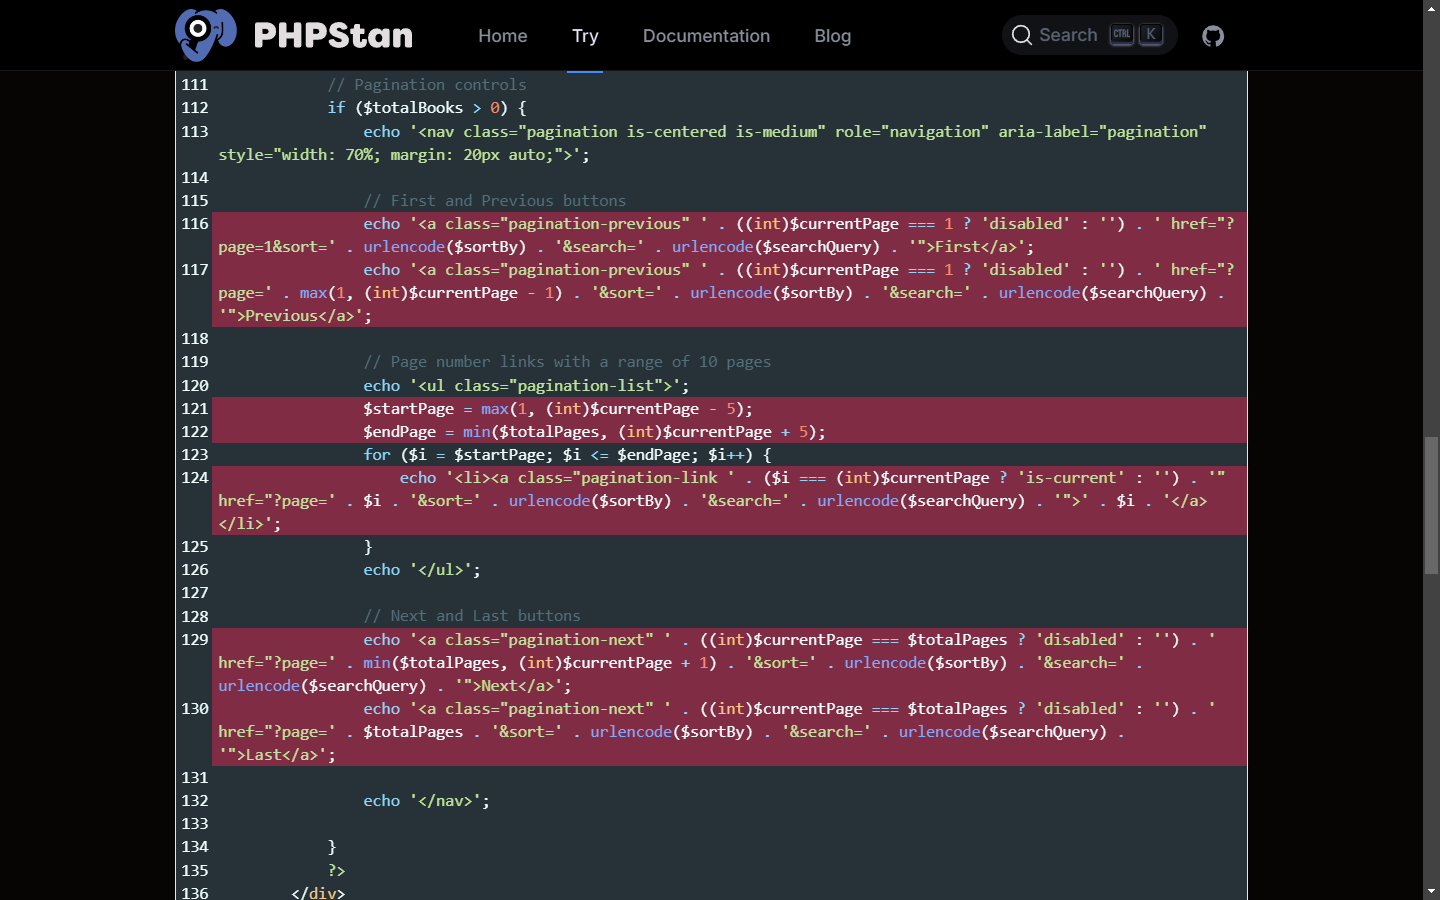 PHPStan Home Try Documentation Blog Search CTRL K
111 // Pagination controls
112 if ($totalBooks > 0) {
113 echo '<nav class="pagination is-centered is-medium" role="navigation" aria-label="pagination"
style="width: 70%; margin: 20px auto;">';
114
115 // First and Previous buttons
116 echo '<a class="pagination-previous" ' . ((int)$currentPage === 1 ? 'disabled' : '') . ' href="?
page=1&sort=' . urlencode($sortBy) . '&search=' . urlencode($searchQuery) . '">First</a>';
117 echo '<a class="pagination-previous" ' . ((int)$currentPage === 1 ? 'disabled' : '') . ' href="?
page=' . max(1, (int)$currentPage - 1) . '&sort=' . urlencode($sortBy) . '&search=' . urlencode($searchQuery) .
'">Previous</a>';
118
119 // Page number links with a range of 10 pages
120 echo '<ul class="pagination-list">';
121 $startPage = max(1, (int)$currentPage - 5);
122 $endPage = min($totalPages, (int)$currentPage + 5);
123 for ($i = $startPage; $i <= $endPage; $i++) {
124 echo '<li><a class="pagination-link ' . ($i === (int)$currentPage ? 'is-current' : '') . '"
href="?page=' . $i . '&sort=' . urlencode($sortBy) . '&search=' . urlencode($searchQuery) . '">' . $i . '</a>
</li>';
125 }
126 echo '</ul>';
127
128 // Next and Last buttons
129 echo '<a class="pagination-next" ' . ((int)$currentPage === $totalPages ? 'disabled' : '') . '
href="?page=' . min($totalPages, (int)$currentPage + 1) . '&sort=' . urlencode($sortBy) . '&search=' .
urlencode($searchQuery) . '">Next</a>';
130 echo '<a class="pagination-next" ' . ((int)$currentPage === $totalPages ? 'disabled' : '') . '
href="?page=' . $totalPages . '&sort=' . urlencode($sortBy) . '&search=' . urlencode($searchQuery) .
'">Last</a>';
131
132 echo '</nav>';
133
134 }
135 ?>
136 </div>